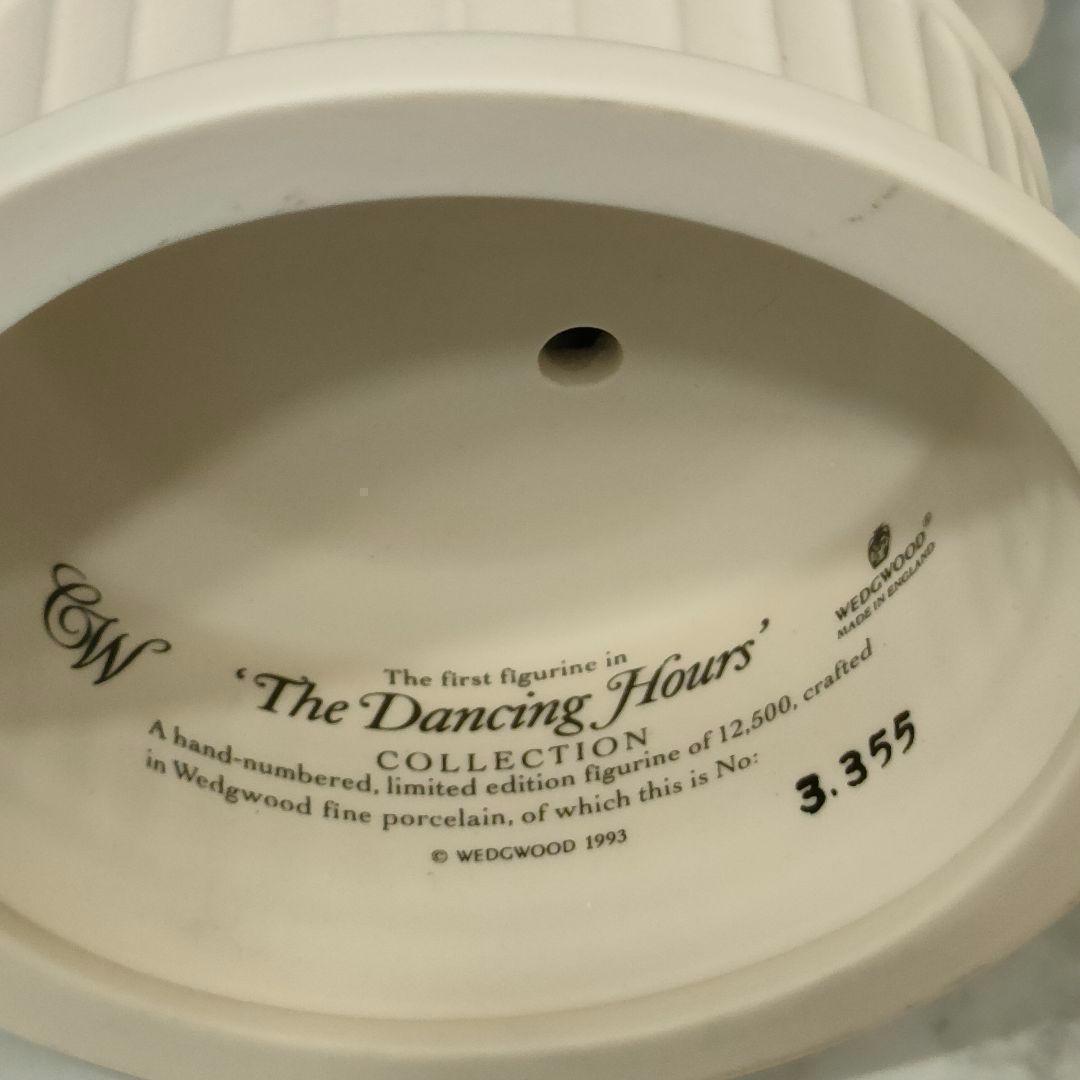 CW
The first figurine in
'The Dancing Hours'
COLLECTION
A hand-numbered, limited edition figurine of 12,500, crafted
in Wedgwood fine porcelain, of which this is No: 3.355
© WEDGWOOD 1993
WEDGWOOD®
MADE IN ENGLAND